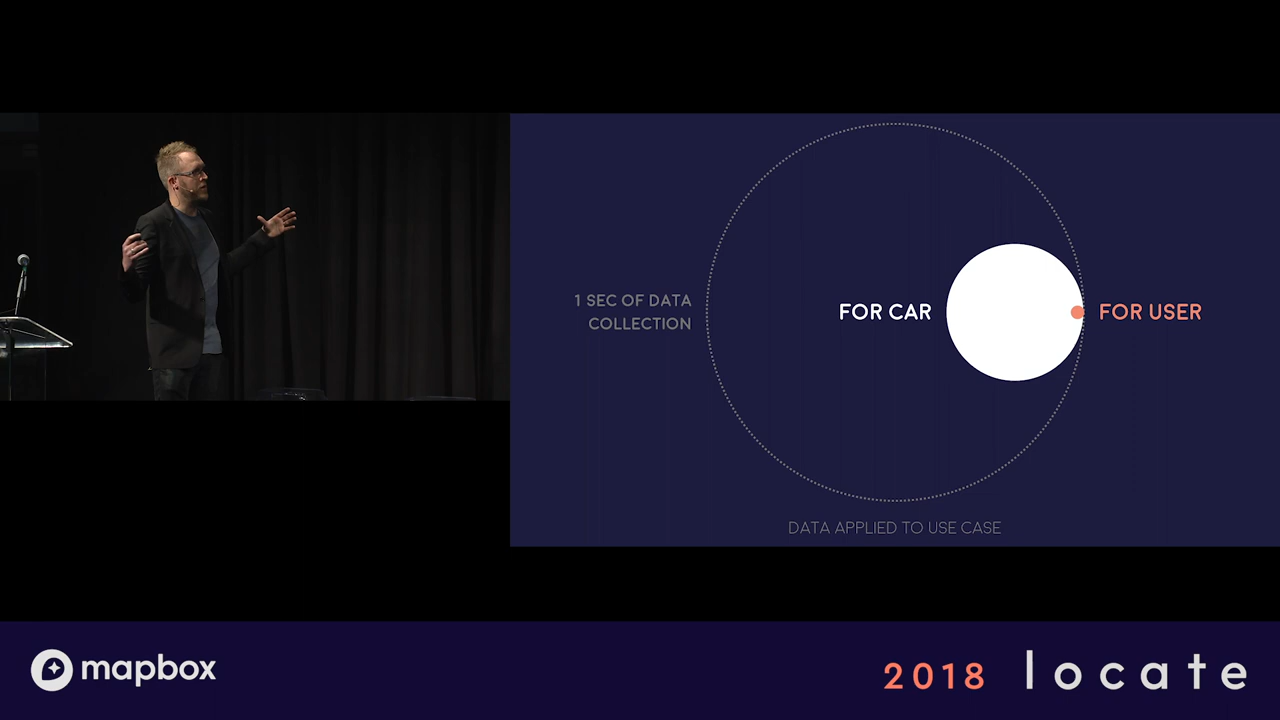 1 SEC OF DATA
COLLECTION
FOR CAR
FOR USER
DATA APPLIED TO USE CASE
mapbox
2018 locate